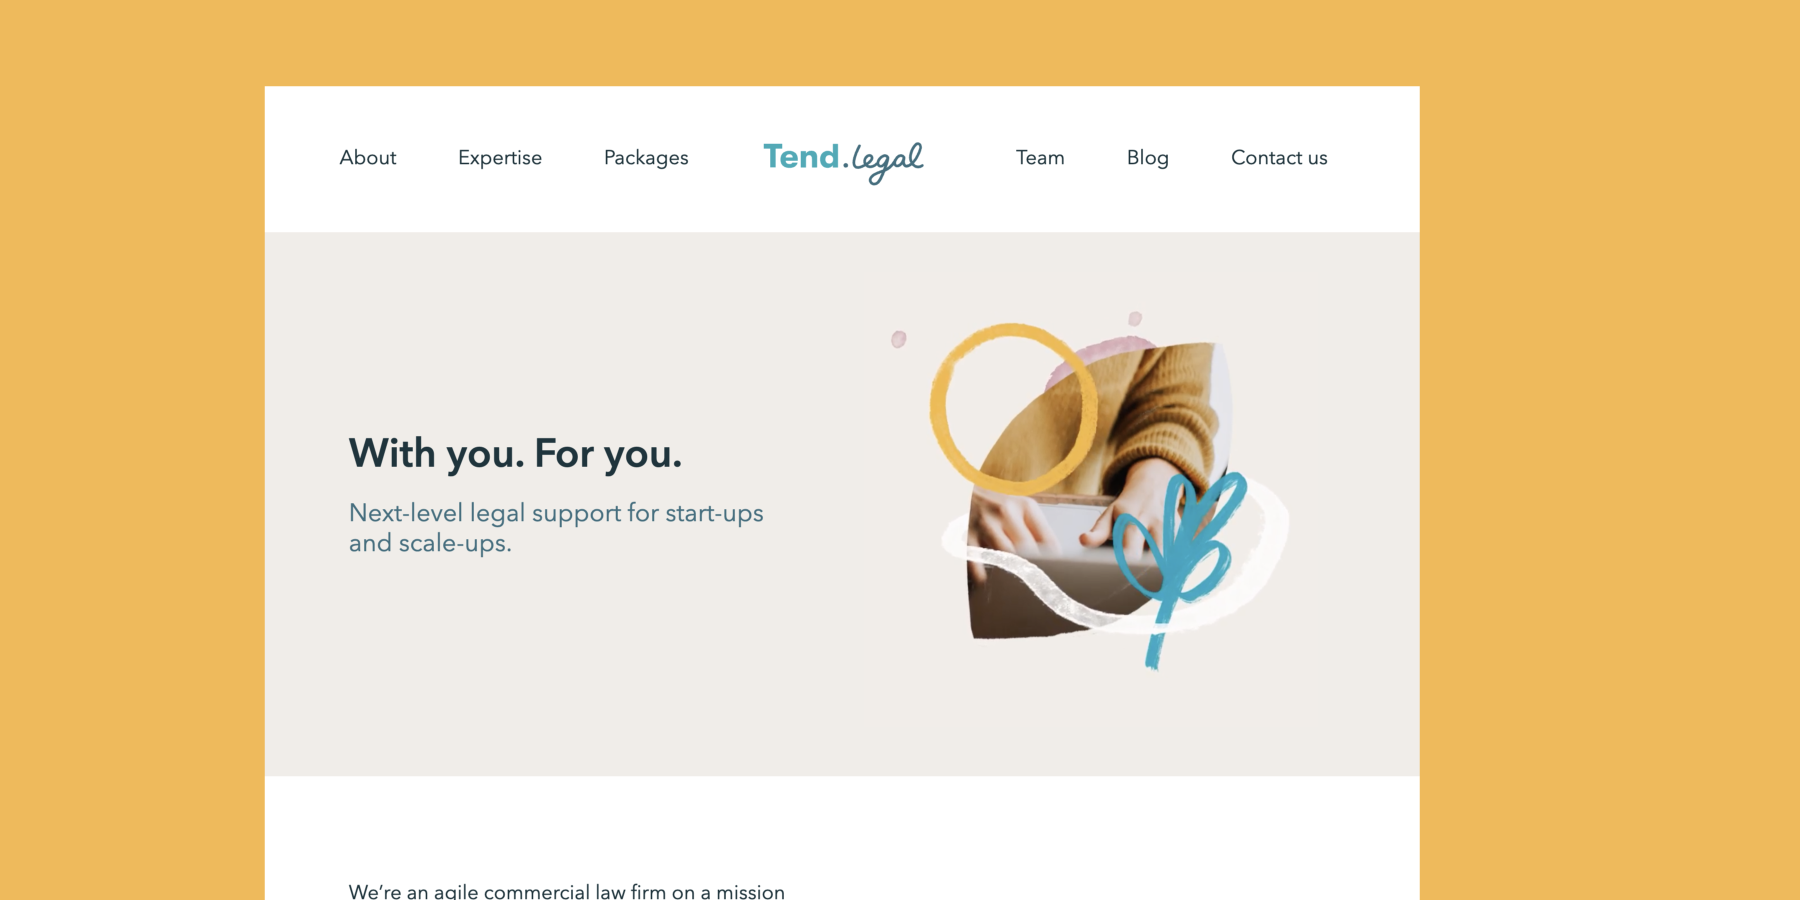 About Expertise Packages Tend.legal Team Blog Contact us
With you. For you.
Next-level legal support for start-ups
and scale-ups.
We’re an agile commercial law firm on a mission